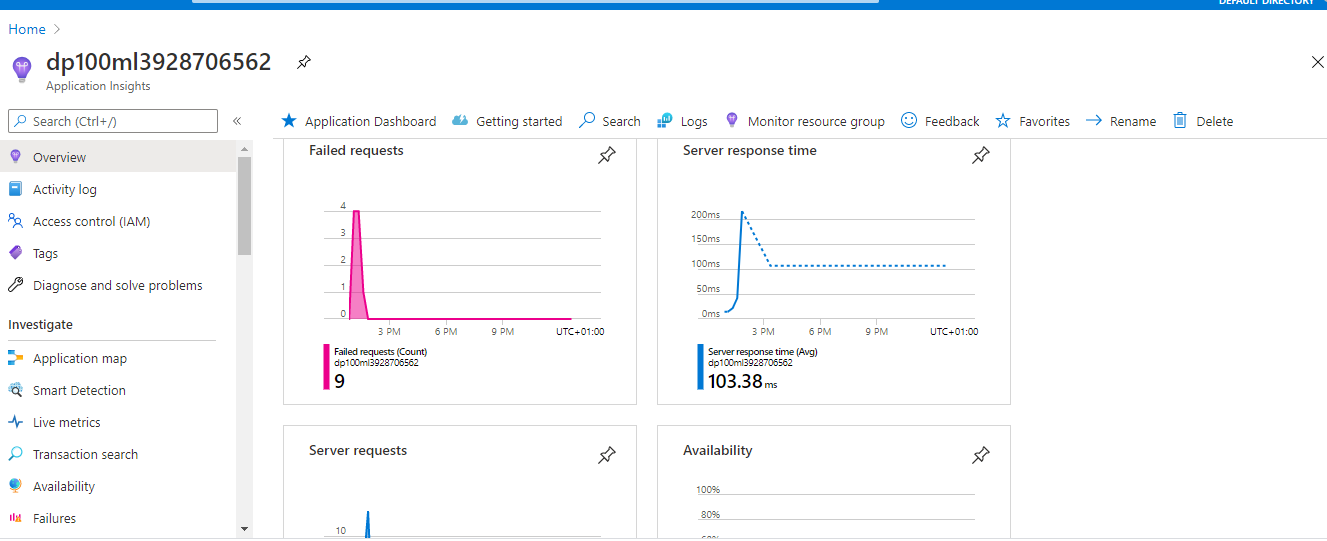 DEFAULT DIRECTORY
Home
dp100ml3928706562
Application Insights
Search (Ctrl+/)
Application Dashboard
Getting started
Search
Logs
Monitor resource group
Feedback
Favorites
Rename
Delete
Overview
Activity log
Access control (IAM)
Tags
Diagnose and solve problems
Investigate
Application map
Smart Detection
Live metrics
Transaction search
Availability
Failures
Failed requests
4
3
2
1
0
3 PM 6 PM 9 PM UTC+01:00
Failed requests (Count)
dp100ml3928706562
9
Server response time
200ms
150ms
100ms
50ms
0ms
3 PM 6 PM 9 PM UTC+01:00
Server response time (Avg)
dp100ml3928706562
103.38 ms
Server requests
10
Availability
100%
80%